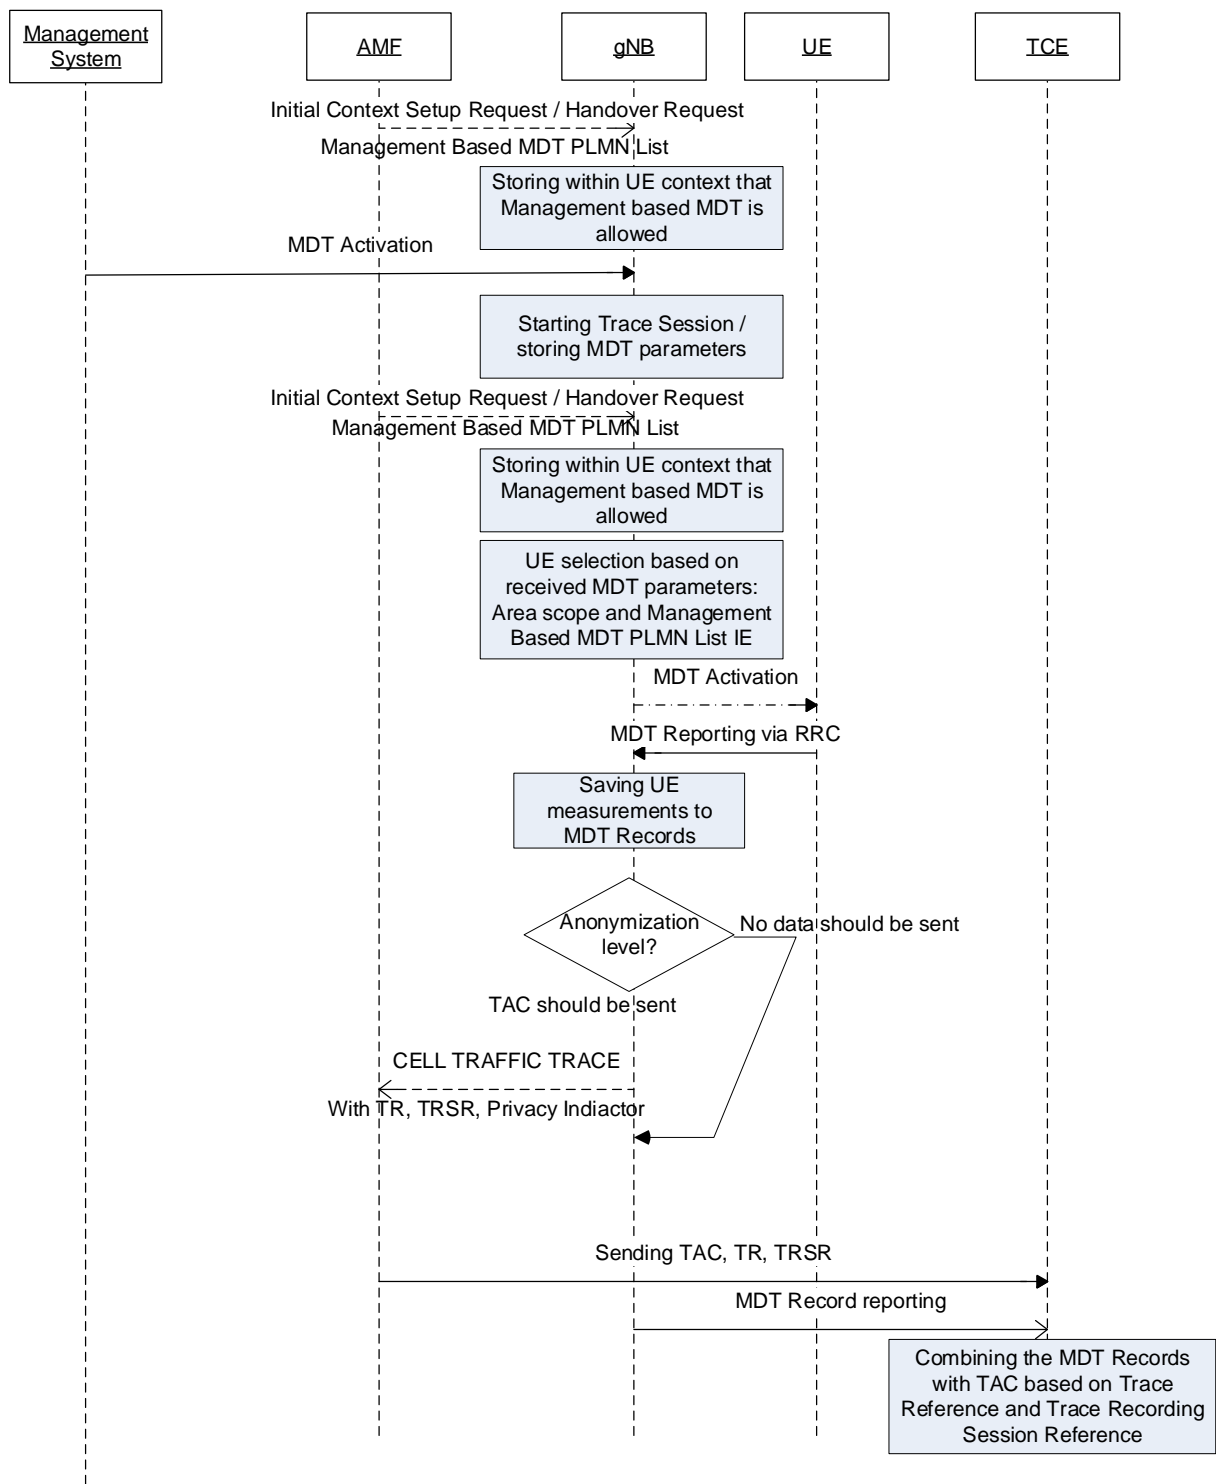 Management
System
AMF
gNB
UE
TCE
Initial Context Setup Request / Handover Request
Management Based MDT PLMN List
Storing within UE context that
Management based MDT is
allowed
MDT Activation
Starting Trace Session /
storing MDT parameters
Initial Context Setup Request / Handover Request
Management Based MDT PLMN List
Storing within UE context that
Management based MDT is
allowed
UE selection based on
received MDT parameters:
Area scope and Management
Based MDT PLMN List IE
MDT Activation
MDT Reporting via RRC
Saving UE
measurements to
MDT Records
Anonymization
level?
No data should be sent
TAC should be sent
CELL TRAFFIC TRACE
With TR, TRSR, Privacy Indiactor
Sending TAC, TR, TRSR
MDT Record reporting
Combining the MDT Records
with TAC based on Trace
Reference and Trace Recording
Session Reference